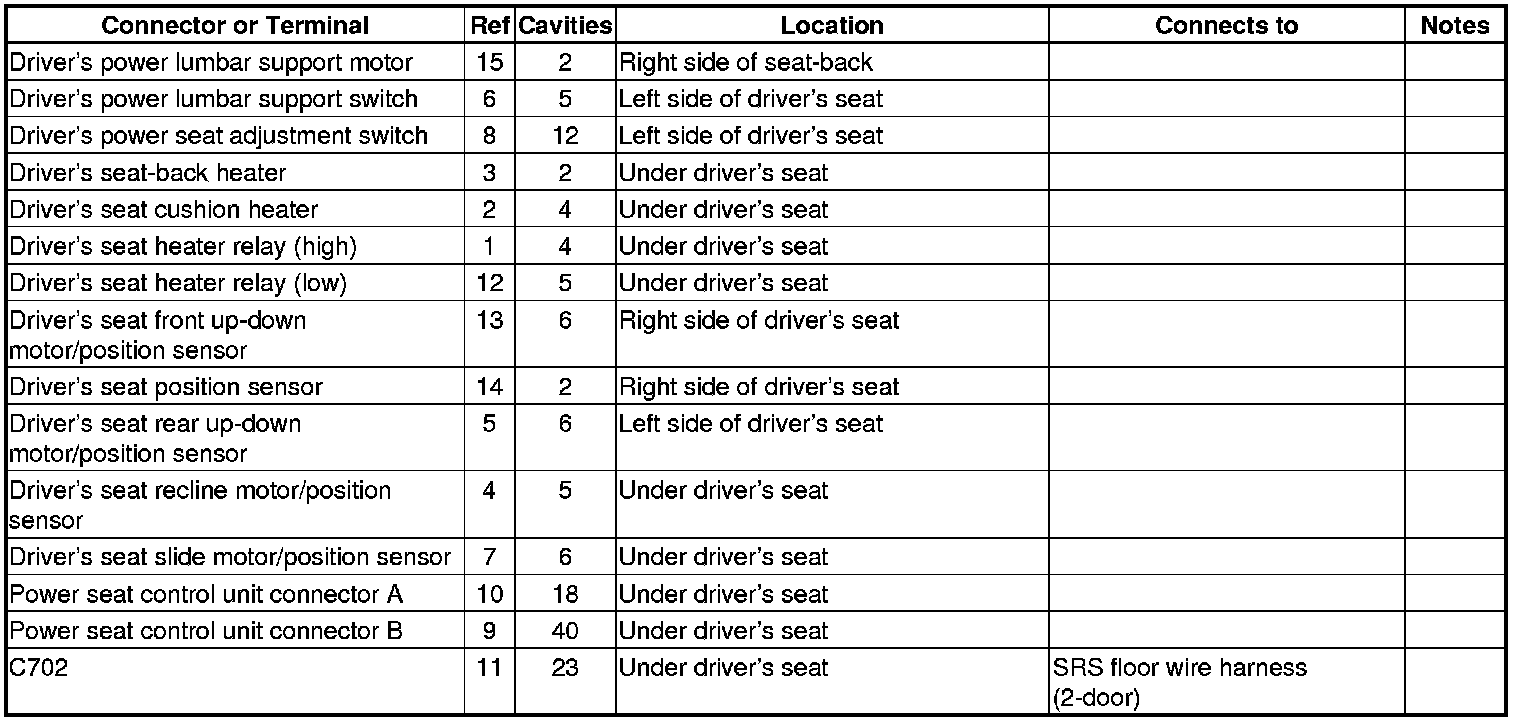 Connector or Terminal Ref Cavities Location Connects to Notes
Driver's power lumbar support motor 15 2 Right side of seat-back
Driver's power lumbar support switch 6 5 Left side of driver's seat
Driver's power seat adjustment switch 8 12 Left side of driver's seat
Driver's seat-back heater 3 2 Under driver's seat
Driver's seat cushion heater 2 4 Under driver's seat
Driver's seat heater relay (high) 1 4 Under driver's seat
Driver's seat heater relay (low) 12 5 Under driver's seat
Driver's seat front up-down 13 6 Right side of driver's seat
motor/position sensor
Driver's seat position sensor 14 2 Right side of driver's seat
Driver's seat rear up-down 5 6 Left side of driver's seat
motor/position sensor
Driver's seat recline motor/position 4 5 Under driver's seat
sensor
Driver's seat slide motor/position sensor 7 6 Under driver's seat
Power seat control unit connector A 10 18 Under driver's seat
Power seat control unit connector B 9 40 Under driver's seat
C702 11 23 Under driver's seat SRS floor wire harness
(2-door)